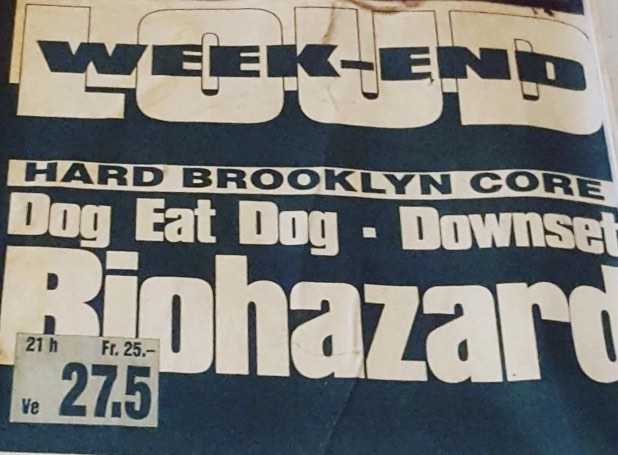 LOUD
WEEK-END
HARD BROOKLYN CORE
Dog Eat Dog · Downset
Biohazard
21 h Fr. 25.-
Ve 27.5